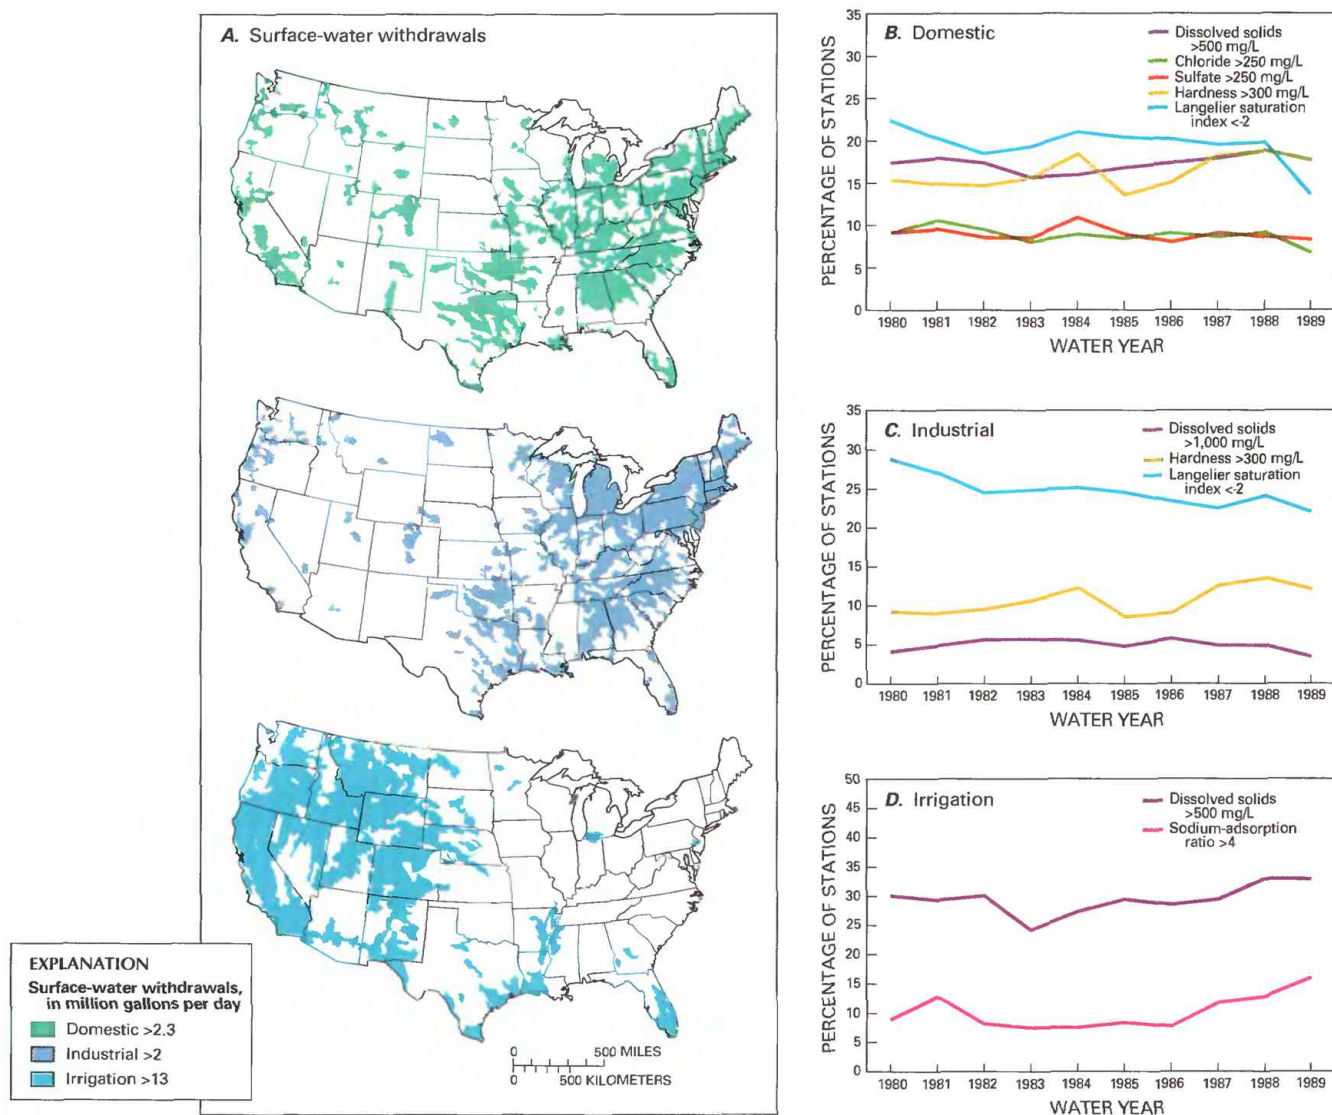 A. Surface-water withdrawals
EXPLANATION
Surface-water withdrawals,
in million gallons per day
Domestic >2.3
Industrial >2
Irrigation >13
0 500 MILES
0 500 KILOMETERS
B. Domestic
Dissolved solids
>500 mg/L
Chloride >250 mg/L
Sulfate >250 mg/L
Hardness >300 mg/L
Langelier saturation
index <-2
PERCENTAGE OF STATIONS
35
30
25
20
15
10
5
0
1980 1981 1982 1983 1984 1985 1986 1987 1988 1989
WATER YEAR
C. Industrial
Dissolved solids
>1,000 mg/L
Hardness >300 mg/L
Langelier saturation
index <-2
PERCENTAGE OF STATIONS
35
30
25
20
15
10
5
0
1980 1981 1982 1983 1984 1985 1986 1987 1988 1989
WATER YEAR
D. Irrigation
Dissolved solids
>500 mg/L
Sodium-adsorption
ratio >4
PERCENTAGE OF STATIONS
50
45
40
35
30
25
20
15
10
5
0
1980 1981 1982 1983 1984 1985 1986 1987 1988 1989
WATER YEAR